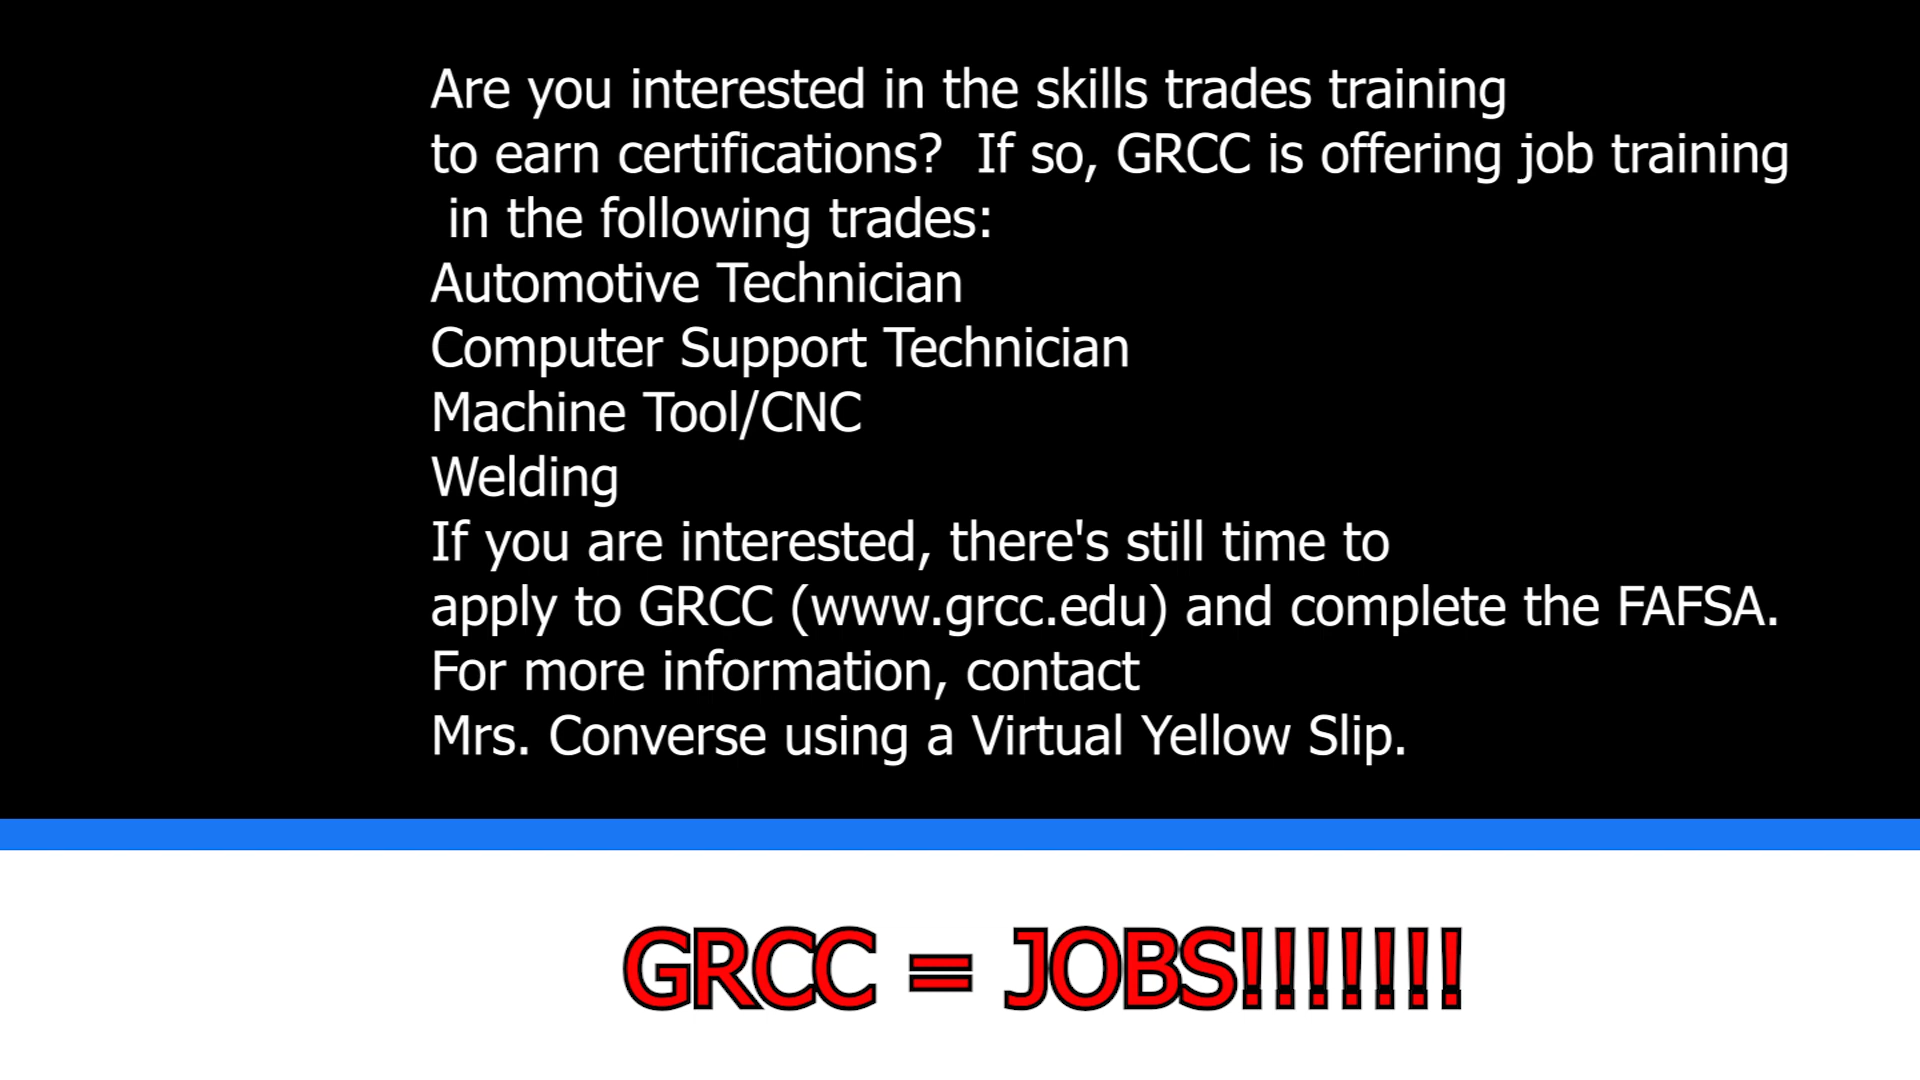 Are you interested in the skills trades training
to earn certifications?  If so, GRCC is offering job training
in the following trades:
Automotive Technician
Computer Support Technician
Machine Tool/CNC
Welding
If you are interested, there's still time to
apply to GRCC (www.grcc.edu) and complete the FAFSA.
For more information, contact
Mrs. Converse using a Virtual Yellow Slip.
GRCC = JOBS!!!!!!!